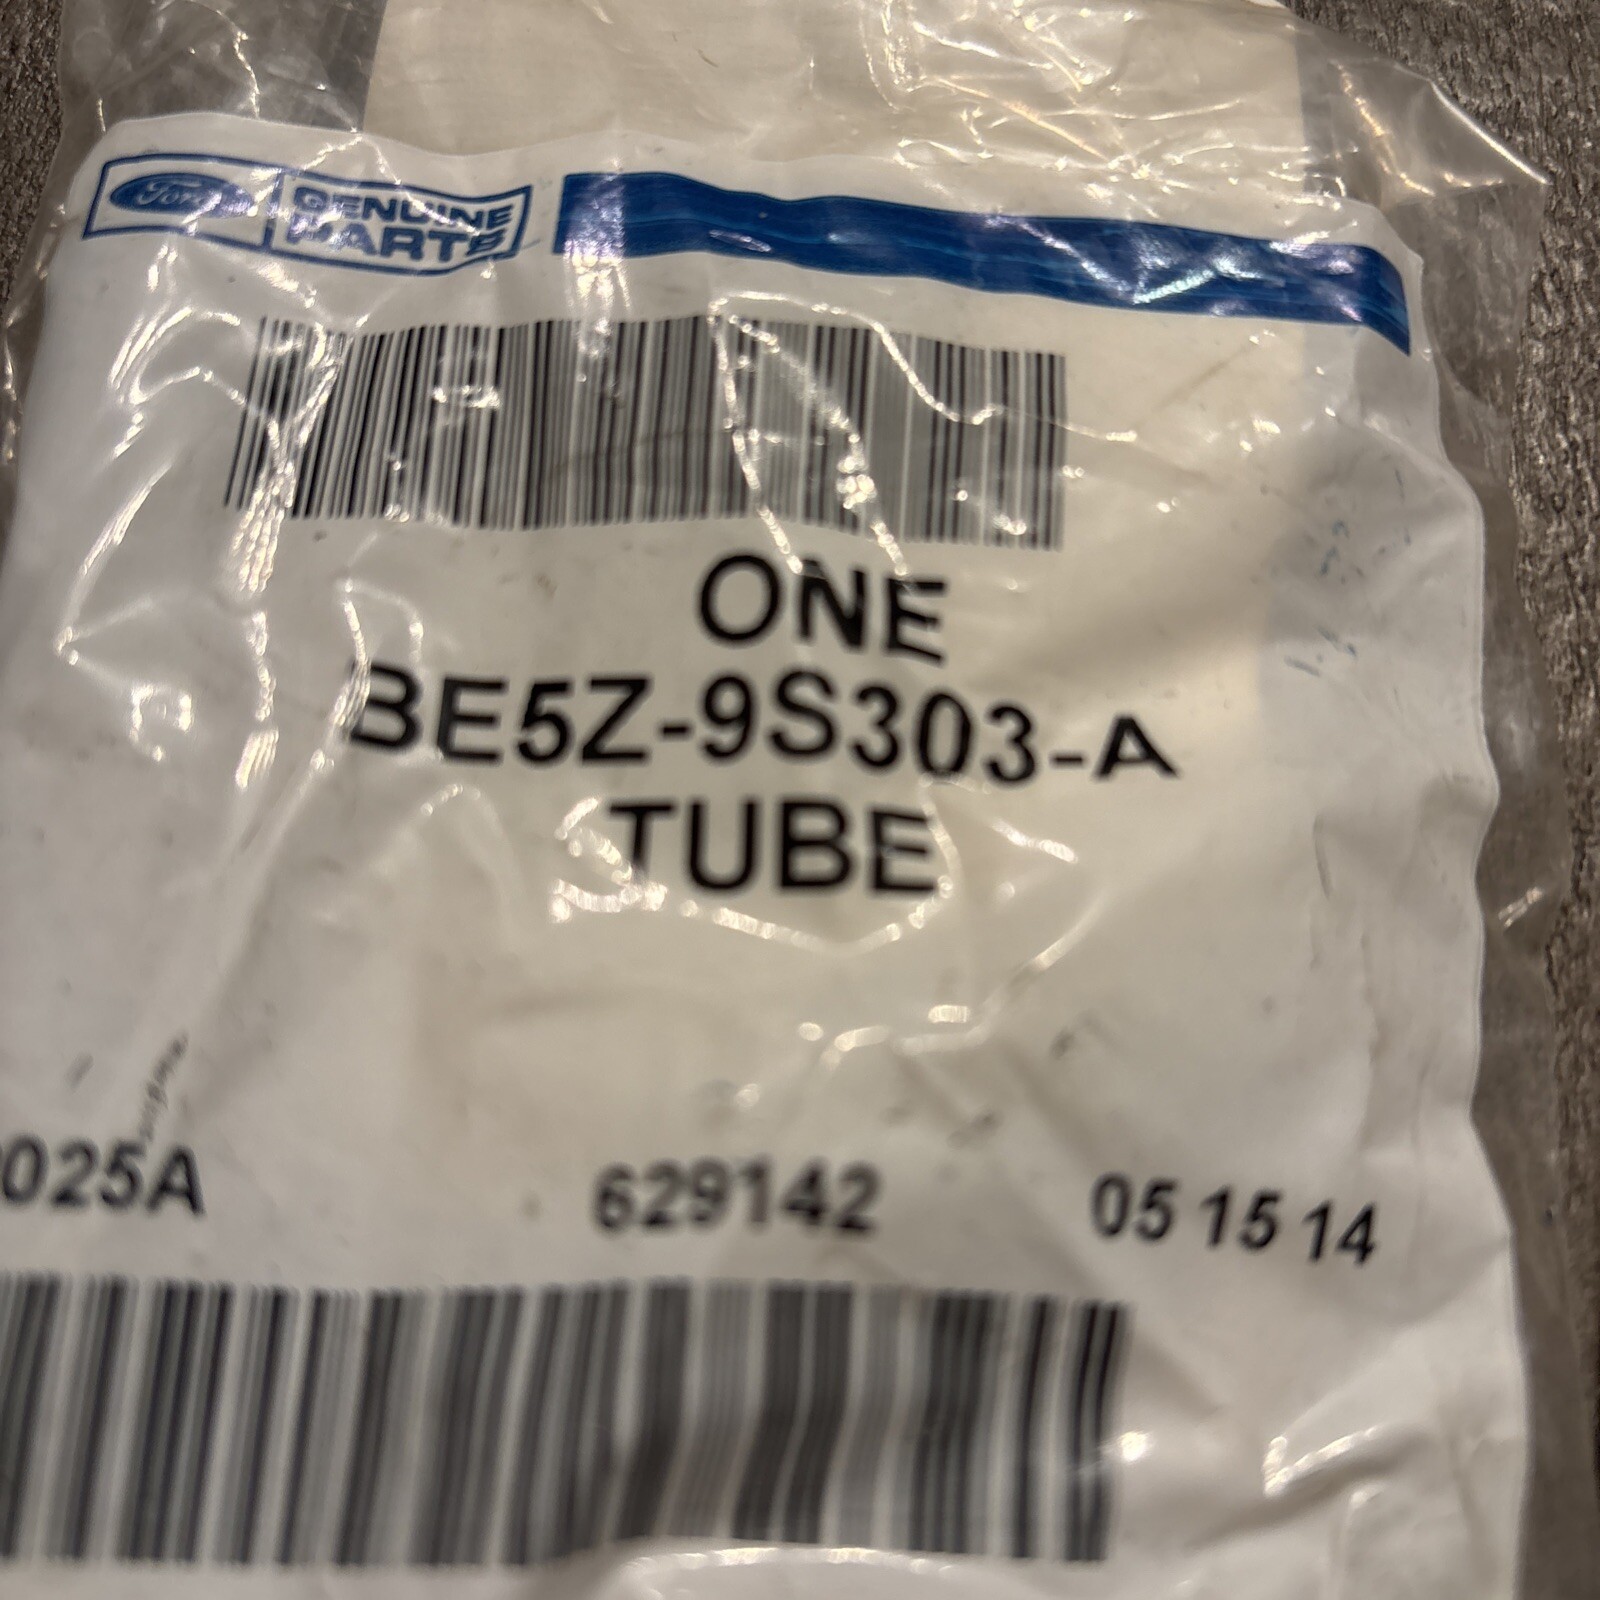 Ford GENUINE
PARTS
ONE
BE5Z-9S303-A
TUBE
025A 629142 05 15 14